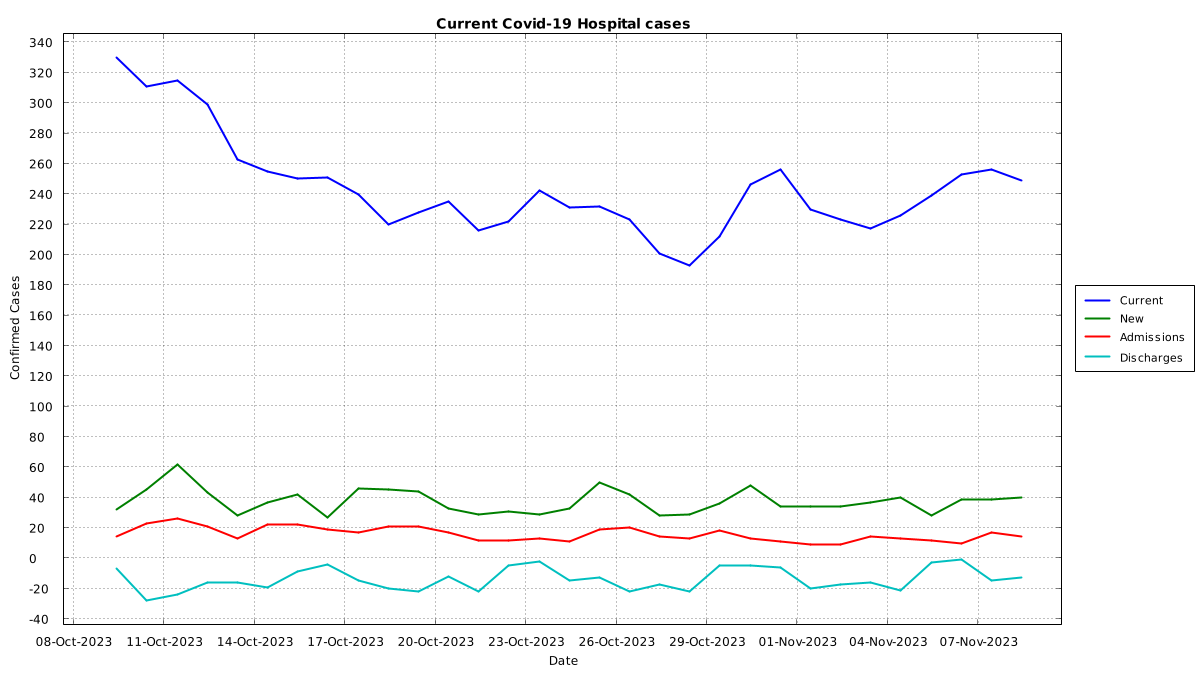 Current Covid-19 Hospital cases
340
320
300
280
260
240
220
200
180
160
140
120
100
80
60
40
20
0
-20
-40
Confirmed Cases
08-Oct-2023 11-Oct-2023 14-Oct-2023 17-Oct-2023 20-Oct-2023 23-Oct-2023 26-Oct-2023 29-Oct-2023 01-Nov-2023 04-Nov-2023 07-Nov-2023
Date
Current
New
Admissions
Discharges